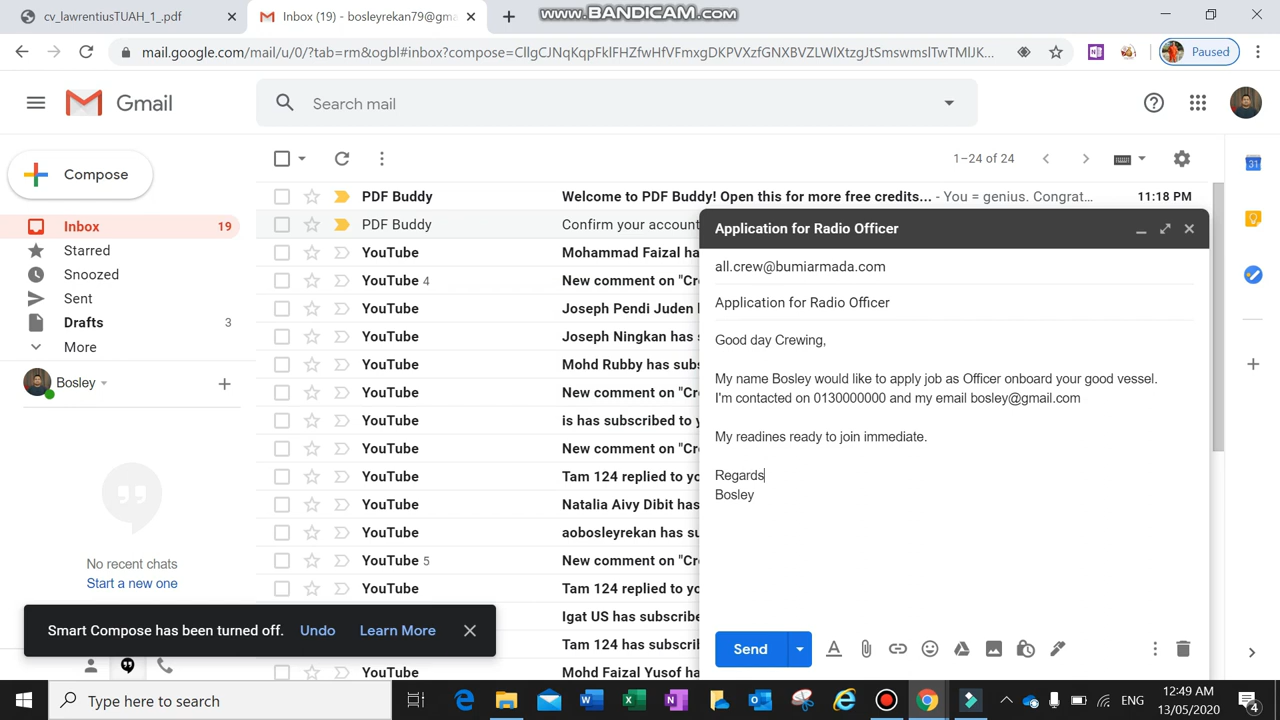 cv_lawrentiusTUAH_1_.pdf
Inbox (19) - bosleyrekan79@gma
www.BANDICAM.com
mail.google.com/mail/u/0/?tab=rm&ogbl#inbox?compose=CllgCJNqKqpFklFHZfwHfVFmxgDKPVXzfGNXBVZLWlXtzgJtSmswmslTwTMlJK...
Paused
Gmail
Search mail
1–24 of 24
Compose
Inbox 19
Starred
Snoozed
Sent
Drafts 3
More
Bosley
No recent chats
Start a new one
PDF Buddy Welcome to PDF Buddy! Open this for more free credits... - You = genius. Congrat... 11:18 PM
PDF Buddy Confirm your account
YouTube Mohammad Faizal ha
YouTube 4 New comment on "Cr
YouTube Joseph Pendi Juden
YouTube Joseph Ningkan has
YouTube Mohd Rubby has subs
YouTube New comment on "Cr
YouTube is has subscribed to y
YouTube New comment on "Cr
YouTube Tam 124 replied to yo
YouTube Natalia Aivy Dibit has
YouTube aobosleyrekan has su
YouTube 5 New comment on "Cr
YouTube Tam 124 replied to yo
Igat US has subscribe
Tam 124 has subscrib
YouTube Mohd Faizal Yusof ha
Application for Radio Officer
all.crew@bumiarmada.com
Application for Radio Officer
Good day Crewing,
My name Bosley would like to apply job as Officer onboard your good vessel.
I'm contacted on 0130000000 and my email bosley@gmail.com
My readines ready to join immediate.
Regards
Bosley
Send
Smart Compose has been turned off. Undo Learn More
Type here to search
ENG
12:49 AM
13/05/2020
4